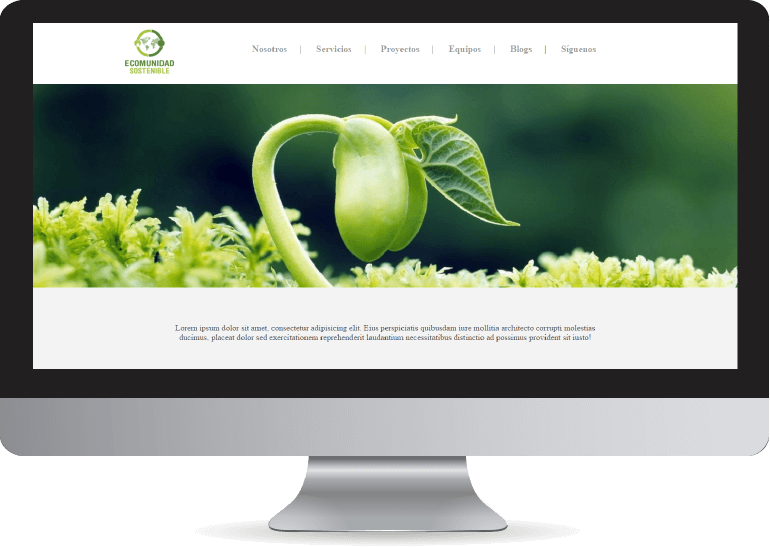 ECOMUNIDAD
SOSTENIBLE
Nosotros | Servicios | Proyectos | Equipos | Blogs | Síguenos
Lorem ipsum dolor sit amet, consectetur adipisicing elit. Eius perspiciatis quibusdam iure mollitia architecto corrupti molestias
ducimus, placeat dolor sed exercitationem reprehenderit laudantium necessitatibus distinctio ad possimus provident sit iusto!